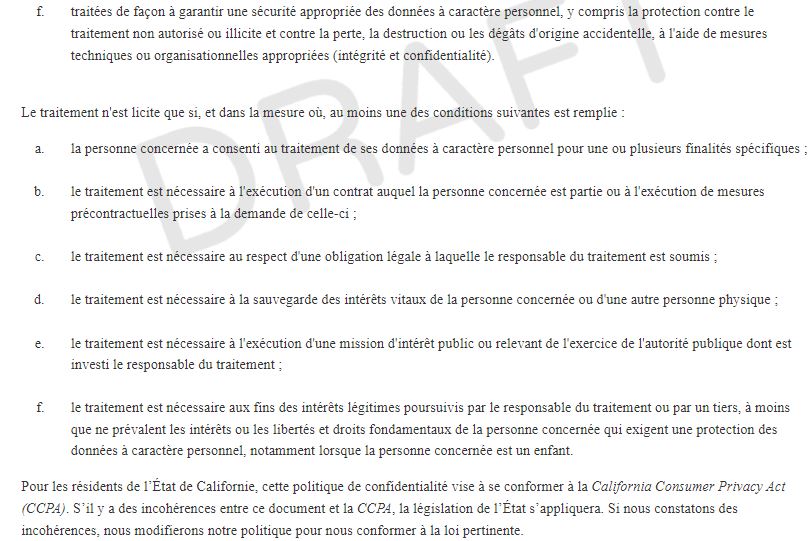 f. traitées de façon à garantir une sécurité appropriée des données à caractère personnel, y compris la protection contre le
traitement non autorisé ou illicite et contre la perte, la destruction ou les dégâts d'origine accidentelle, à l'aide de mesures
techniques ou organisationnelles appropriées (intégrité et confidentialité).
DRAFT
Le traitement n'est licite que si, et dans la mesure où, au moins une des conditions suivantes est remplie :
a. la personne concernée a consenti au traitement de ses données à caractère personnel pour une ou plusieurs finalités spécifiques ;
b. le traitement est nécessaire à l'exécution d'un contrat auquel la personne concernée est partie ou à l'exécution de mesures
précontractuelles prises à la demande de celle-ci ;
c. le traitement est nécessaire au respect d'une obligation légale à laquelle le responsable du traitement est soumis ;
d. le traitement est nécessaire à la sauvegarde des intérêts vitaux de la personne concernée ou d'une autre personne physique ;
e. le traitement est nécessaire à l'exécution d'une mission d'intérêt public ou relevant de l'exercice de l'autorité publique dont est
investi le responsable du traitement ;
f. le traitement est nécessaire aux fins des intérêts légitimes poursuivis par le responsable du traitement ou par un tiers, à moins
que ne prévalent les intérêts ou les libertés et droits fondamentaux de la personne concernée qui exigent une protection des
données à caractère personnel, notamment lorsque la personne concernée est un enfant.
Pour les résidents de l’État de Californie, cette politique de confidentialité vise à se conformer à la California Consumer Privacy Act
(CCPA). S’il y a des incohérences entre ce document et la CCPA, la législation de l’État s’appliquera. Si nous constatons des
incohérences, nous modifierons notre politique pour nous conformer à la loi pertinente.